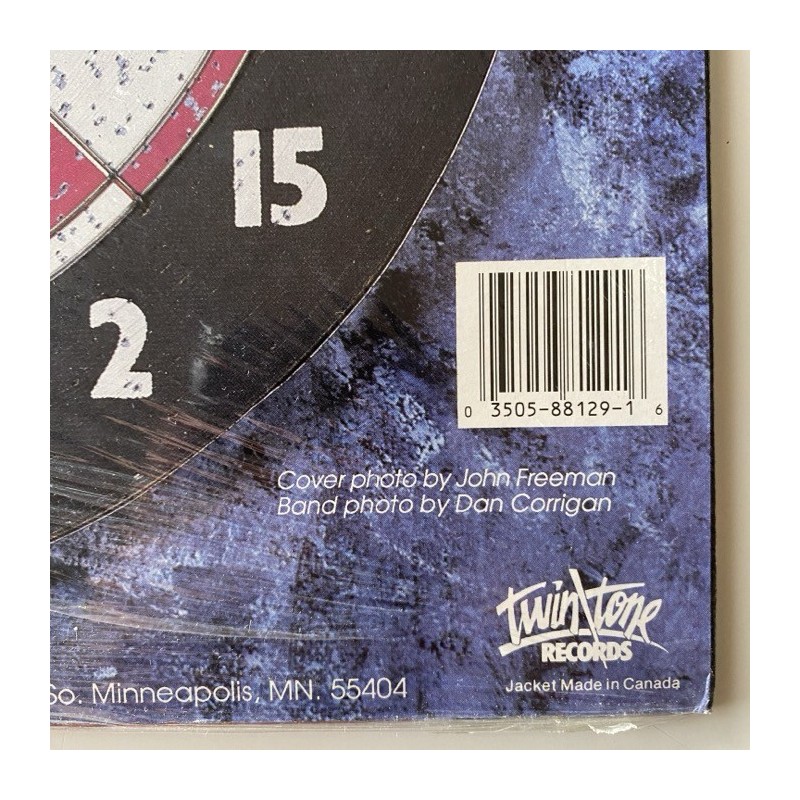 15
2
0 3505-88129-1 6
Cover photo by John Freeman
Band photo by Dan Corrigan
twin\tone
RECORDS
So. Minneapolis, MN. 55404
Jacket Made in Canada